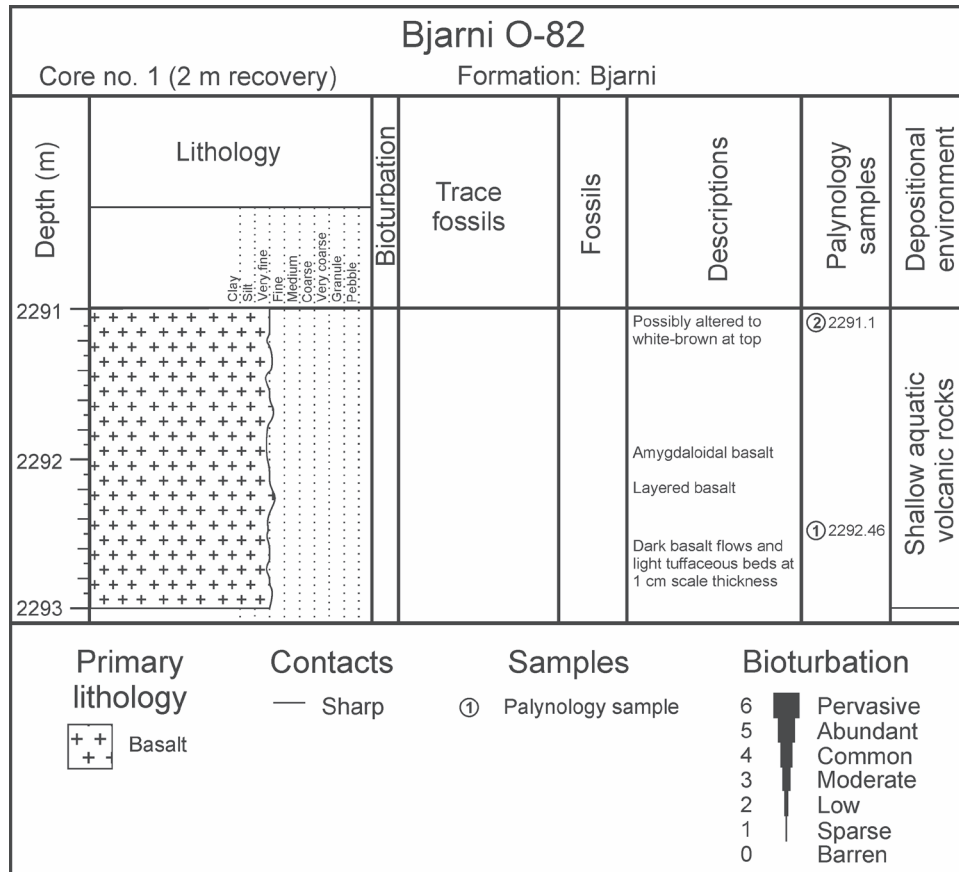 Bjarni O-82
Core no. 1 (2 m recovery)
Formation: Bjarni
Depth (m)
Lithology
Clay
Silt
Very fine
Fine
Medium
Coarse
Very coarse
Granule
Pebble
Bioturbation
Trace
fossils
Fossils
Descriptions
Palynology
samples
Depositional
environment
2291
2292
2293
Possibly altered to
white-brown at top
Amygdaloidal basalt
Layered basalt
Dark basalt flows and
light tuffaceous beds at
1 cm scale thickness
2 2291.1
1 2292.46
Shallow aquatic
volcanic rocks
Primary
lithology
Basalt
Contacts
Sharp
Samples
1 Palynology sample
Bioturbation
6 Pervasive
5 Abundant
4 Common
3 Moderate
2 Low
1 Sparse
0 Barren